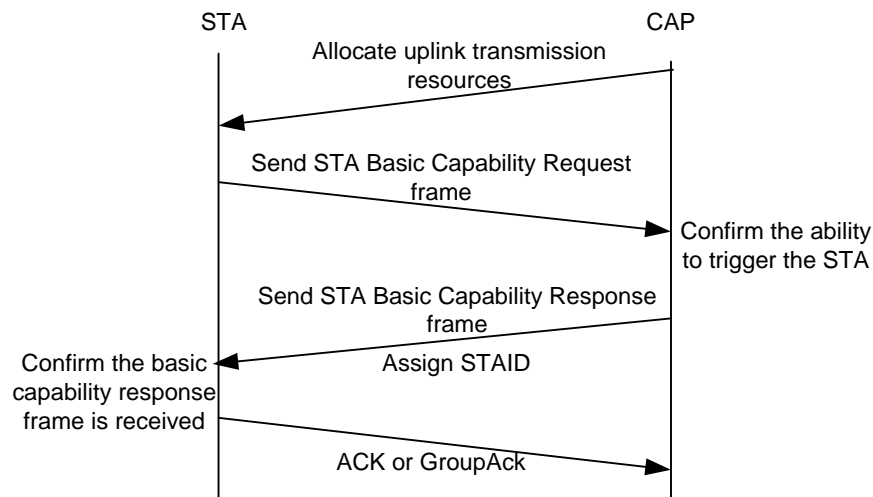 STA
CAP
Allocate uplink transmission
resources
Send STA Basic Capability Request
frame
Confirm the ability
to trigger the STA
Send STA Basic Capability Response
frame
Assign STAID
Confirm the basic
capability response
frame is received
ACK or GroupAck